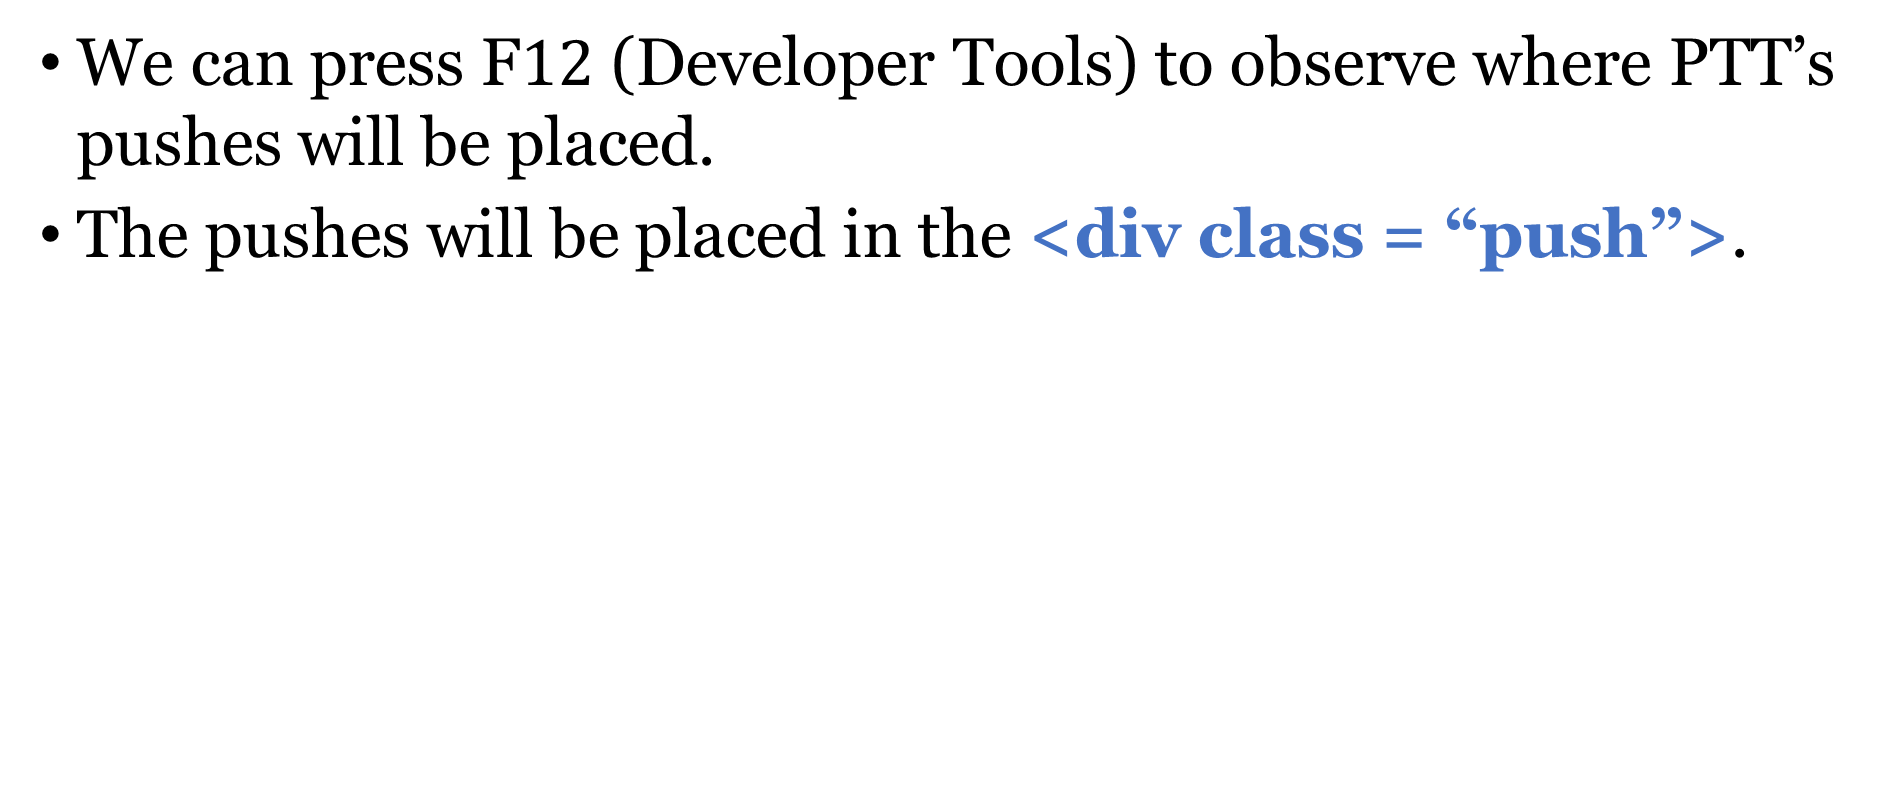 • We can press F12 (Developer Tools) to observe where PTT’s
pushes will be placed.
• The pushes will be placed in the <div class = “push”>.